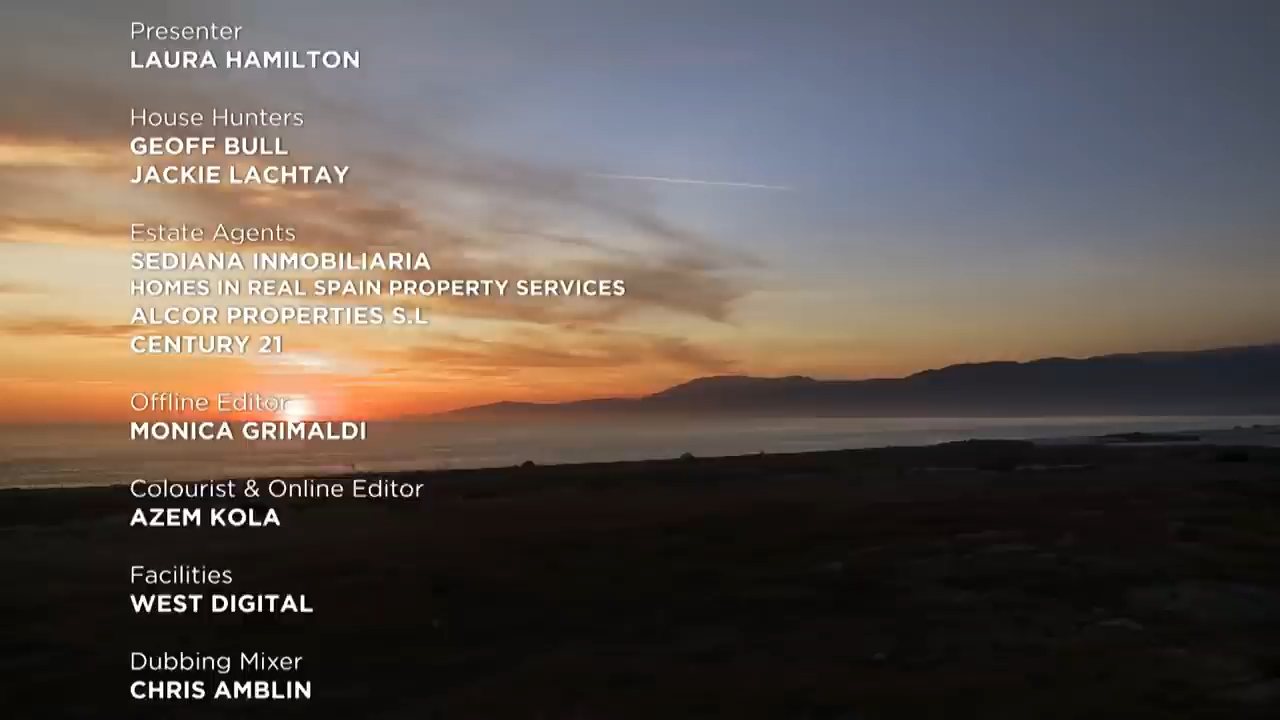 Presenter
LAURA HAMILTON
House Hunters
GEOFF BULL
JACKIE LACHTAY
Estate Agents
SEDIANA INMOBILIARIA
HOMES IN REAL SPAIN PROPERTY SERVICES
ALCOR PROPERTIES S.L
CENTURY 21
Offline Editor
MONICA GRIMALDI
Colourist & Online Editor
AZEM KOLA
Facilities
WEST DIGITAL
Dubbing Mixer
CHRIS AMBLIN